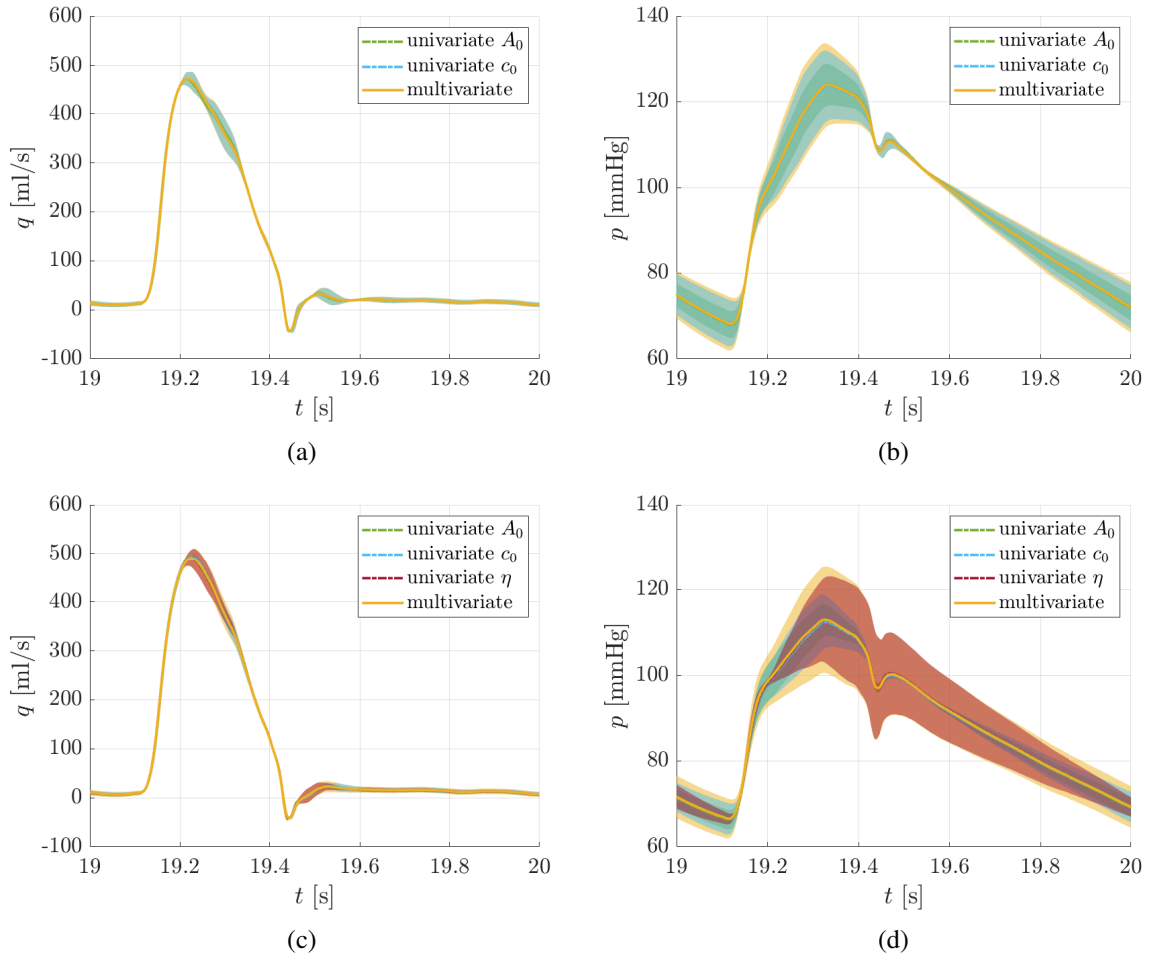 600
500
400
300
200
100
0
-100
q [ml/s]
19
19.2
19.4
19.6
19.8
20
t [s]
univariate A₀
univariate c₀
multivariate
(a)
140
120
100
80
60
p [mmHg]
19
19.2
19.4
19.6
19.8
20
t [s]
univariate A₀
univariate c₀
multivariate
(b)
600
500
400
300
200
100
0
-100
q [ml/s]
19
19.2
19.4
19.6
19.8
20
t [s]
univariate A₀
univariate c₀
univariate η
multivariate
(c)
140
120
100
80
60
p [mmHg]
19
19.2
19.4
19.6
19.8
20
t [s]
univariate A₀
univariate c₀
univariate η
multivariate
(d)